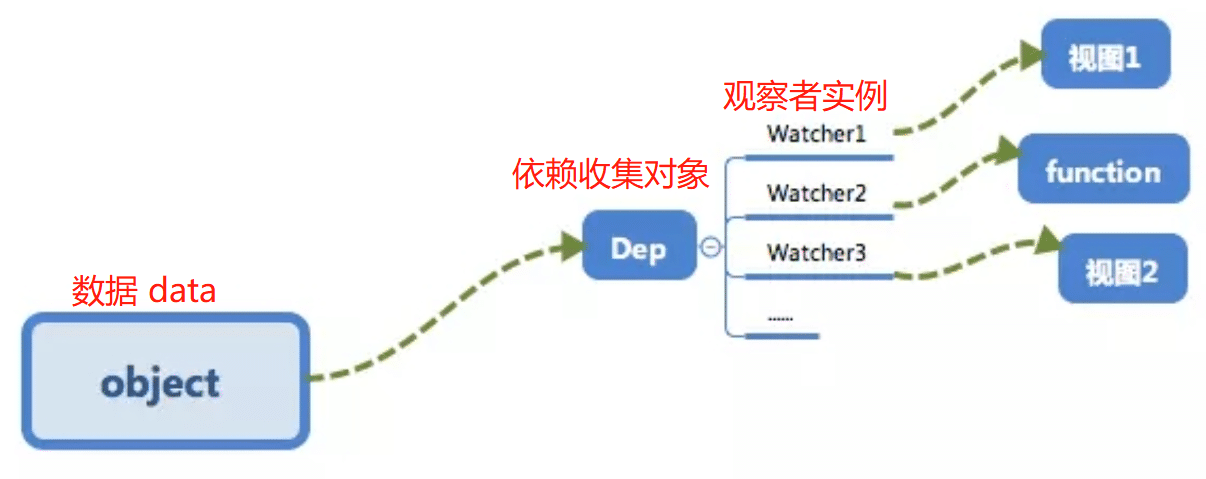 视图1
观察者实例
Watcher1
依赖收集对象
function
Watcher2
Dep
Watcher3
视图2
数据 data
......
object